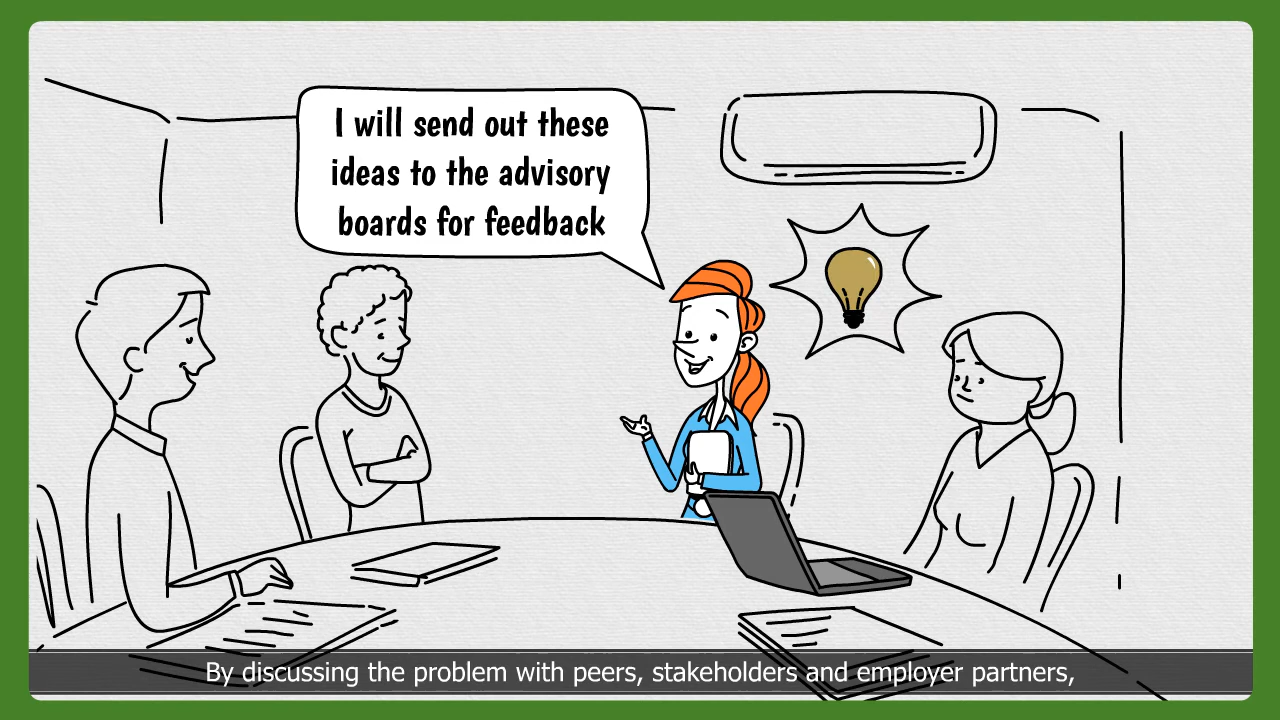 I will send out these
ideas to the advisory
boards for feedback
By discussing the problem with peers, stakeholders and employer partners,